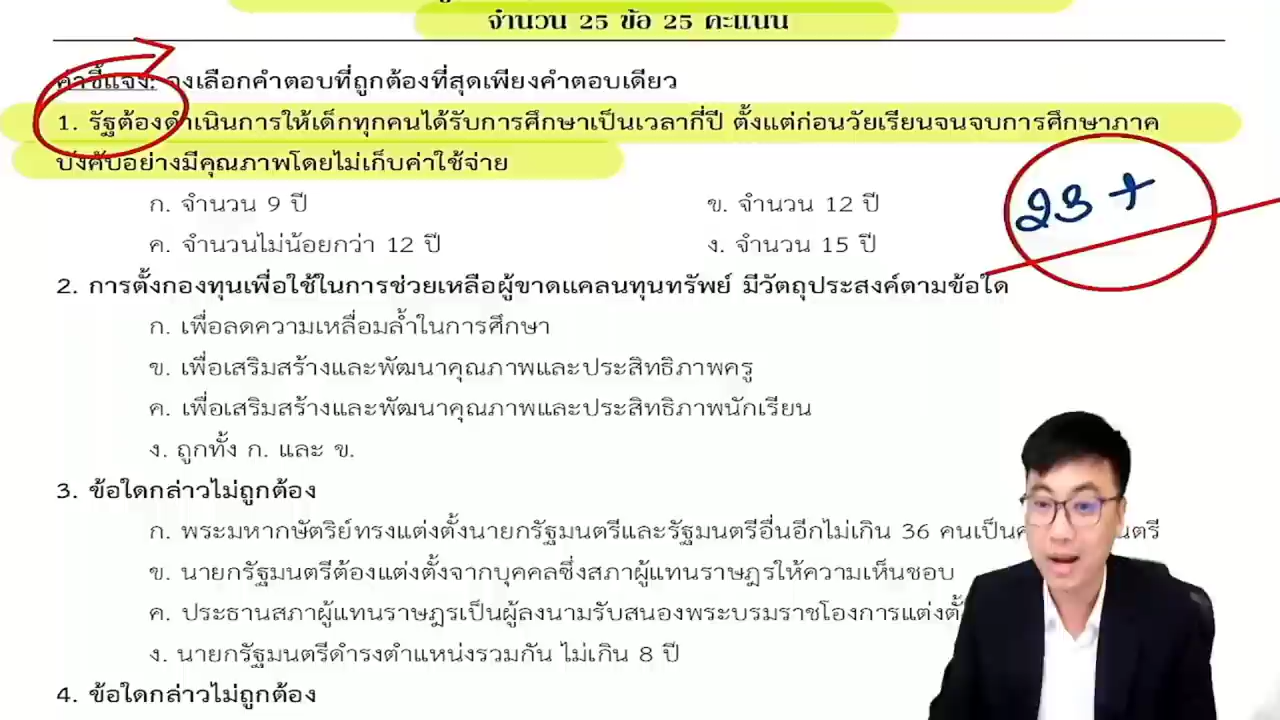 จำนวน 25 ข้อ 25 คะแนน
คำชี้แจง: จงเลือกคำตอบที่ถูกต้องที่สุดเพียงคำตอบเดียว
1. รัฐต้องดำเนินการให้เด็กทุกคนได้รับการศึกษาเป็นเวลากี่ปี ตั้งแต่ก่อนวัยเรียนจนจบการศึกษาภาค
บังคับอย่างมีคุณภาพโดยไม่เก็บค่าใช้จ่าย
ก. จำนวน 9 ปี ข. จำนวน 12 ปี
23 +
ค. จำนวนไม่น้อยกว่า 12 ปี ง. จำนวน 15 ปี
2. การตั้งกองทุนเพื่อใช้ในการช่วยเหลือผู้ขาดแคลนทุนทรัพย์ มีวัตถุประสงค์ตามข้อใด
ก. เพื่อลดความเหลื่อมล้ำในการศึกษา
ข. เพื่อเสริมสร้างและพัฒนาคุณภาพและประสิทธิภาพครู
ค. เพื่อเสริมสร้างและพัฒนาคุณภาพและประสิทธิภาพนักเรียน
ง. ถูกทั้ง ก. และ ข.
3. ข้อใดกล่าวไม่ถูกต้อง
ก. พระมหากษัตริย์ทรงแต่งตั้งนายกรัฐมนตรีและรัฐมนตรีอื่นอีกไม่เกิน 36 คนเป็น
ข. นายกรัฐมนตรีต้องแต่งตั้งจากบุคคลซึ่งสภาผู้แทนราษฎรให้ความเห็นชอบ
ค. ประธานสภาผู้แทนราษฎรเป็นผู้ลงนามรับสนองพระบรมราชโองการแต่งตั้
ง. นายกรัฐมนตรีดำรงตำแหน่งรวมกัน ไม่เกิน 8 ปี
4. ข้อใดกล่าวไม่ถูกต้อง